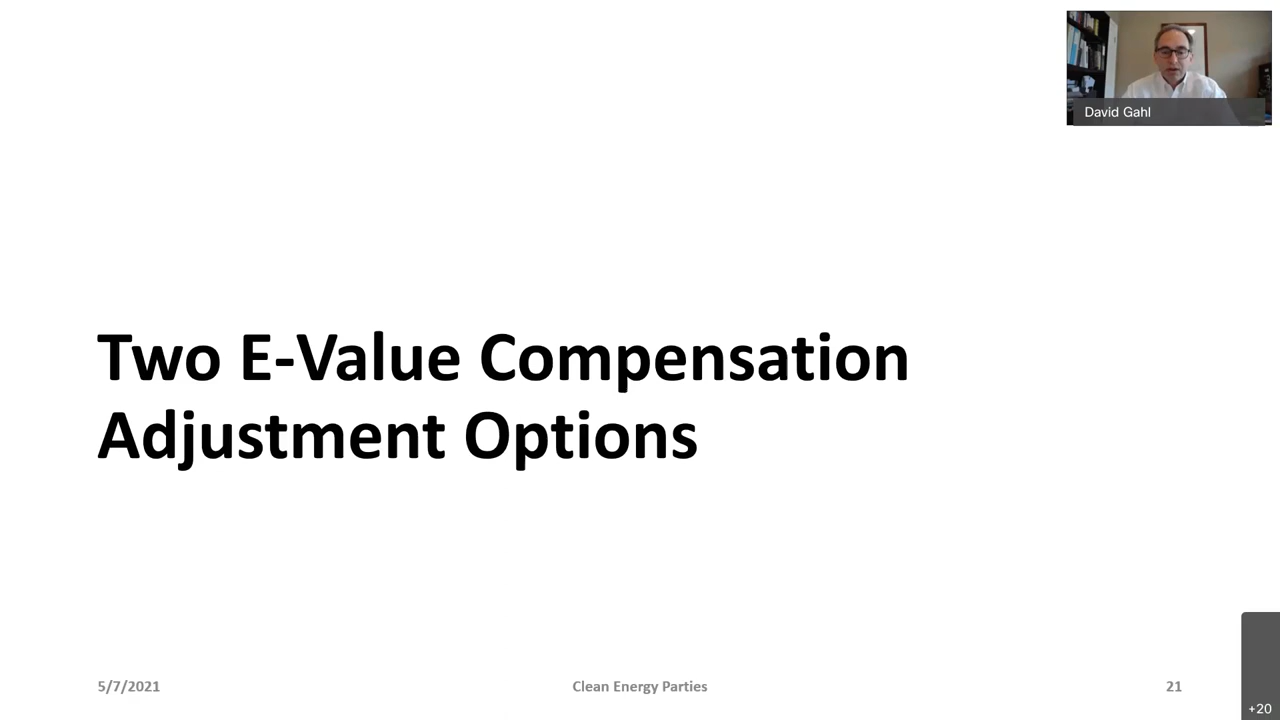 David Gahl
Two E-Value Compensation
Adjustment Options
5/7/2021
Clean Energy Parties
21
+20